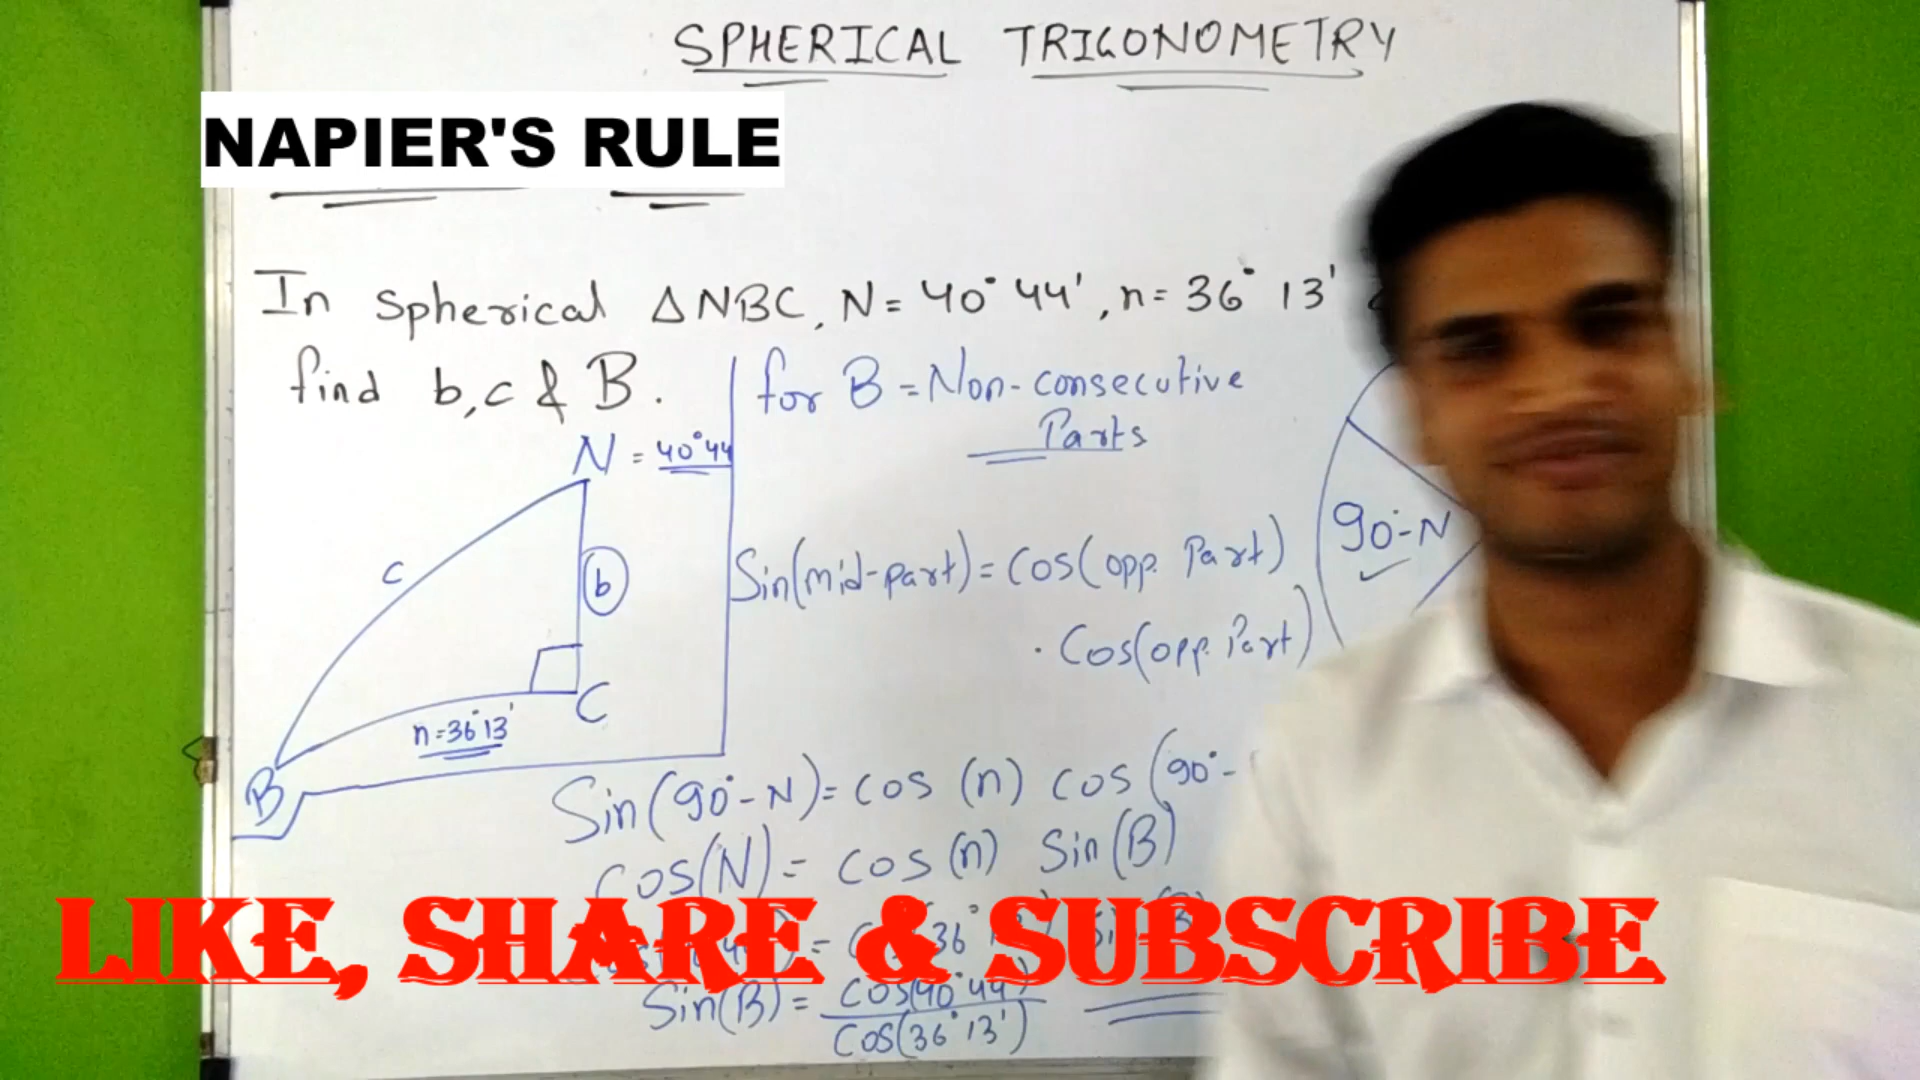 SPHERICAL TRIGONOMETRY
NAPIER'S RULE
In spherical ΔNBC, N = 40° 44', n = 36° 13'
find b, c & B.
for B = Non-consecutive
Parts
N = 40° 44'
c
b
C
n = 36° 13'
B
90° - N
Sin(mid-part) = Cos(opp. Part)
. Cos(opp. Part)
Sin(90° - N) = cos (n) cos (90° -
cos(N) = cos (n) Sin (B)
LIKE, SHARE & SUBSCRIBE
Sin(B) = cos(40° 44')
cos(36° 13')